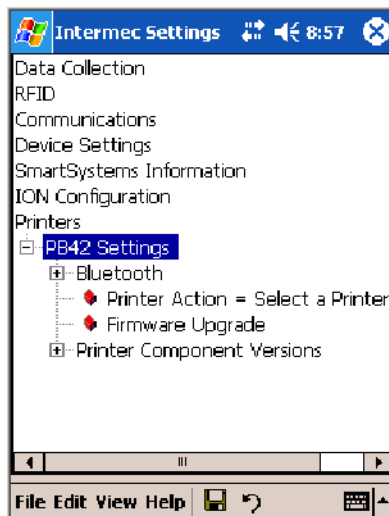 Intermec Settings 8:57
Data Collection
RFID
Communications
Device Settings
SmartSystems Information
ION Configuration
Printers
PB42 Settings
Bluetooth
Printer Action = Select a Printer
Firmware Upgrade
Printer Component Versions
File Edit View Help